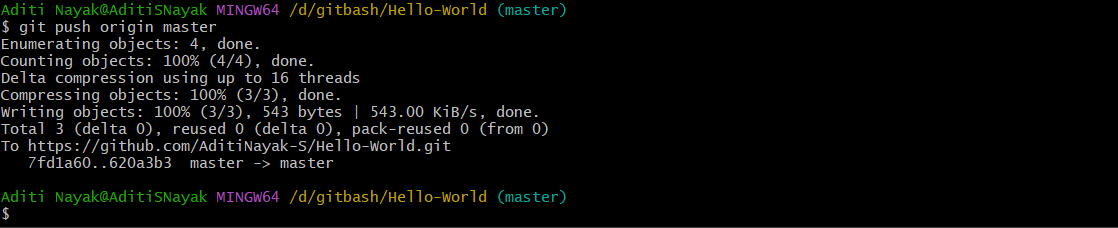 Aditi Nayak@AditiSNayak MINGW64 /d/gitbash/Hello-World (master)
$ git push origin master
Enumerating objects: 4, done.
Counting objects: 100% (4/4), done.
Delta compression using up to 16 threads
Compressing objects: 100% (3/3), done.
Writing objects: 100% (3/3), 543 bytes | 543.00 KiB/s, done.
Total 3 (delta 0), reused 0 (delta 0), pack-reused 0 (from 0)
To https://github.com/AditiNayak-S/Hello-World.git
   7fd1a60..620a3b3  master -> master
Aditi Nayak@AditiSNayak MINGW64 /d/gitbash/Hello-World (master)
$